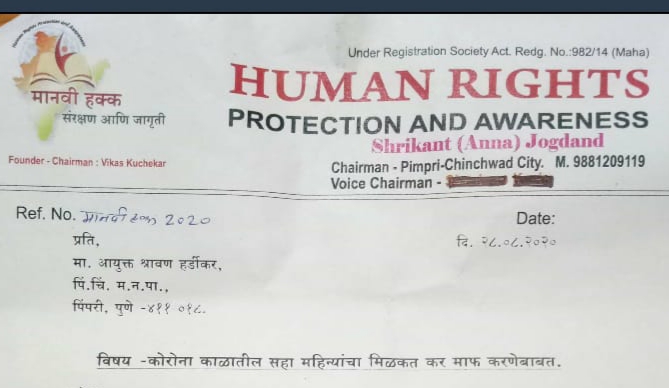 Human Rights Protection and Awareness
मानवी हक्क
संरक्षण आणि जागृती
Founder - Chairman : Vikas Kuchekar
Under Registration Society Act. Redg. No.:982/14 (Maha)
HUMAN RIGHTS
PROTECTION AND AWARENESS
Shrikant (Anna) Jogdand
Chairman - Pimpri-Chinchwad City. M. 9881209119
Voice Chairman -
Ref. No. मानवी हक्क 2020
Date:
दि. २८.०८.२०२०
प्रति,
मा. आयुक्त श्रावण हर्डीकर,
पिं.चिं. म.न.पा.,
पिंपरी, पुणे -४११ ०१८.
विषय -कोरोना काळातील सहा महिन्यांचा मिळकत कर माफ करणेबाबत.